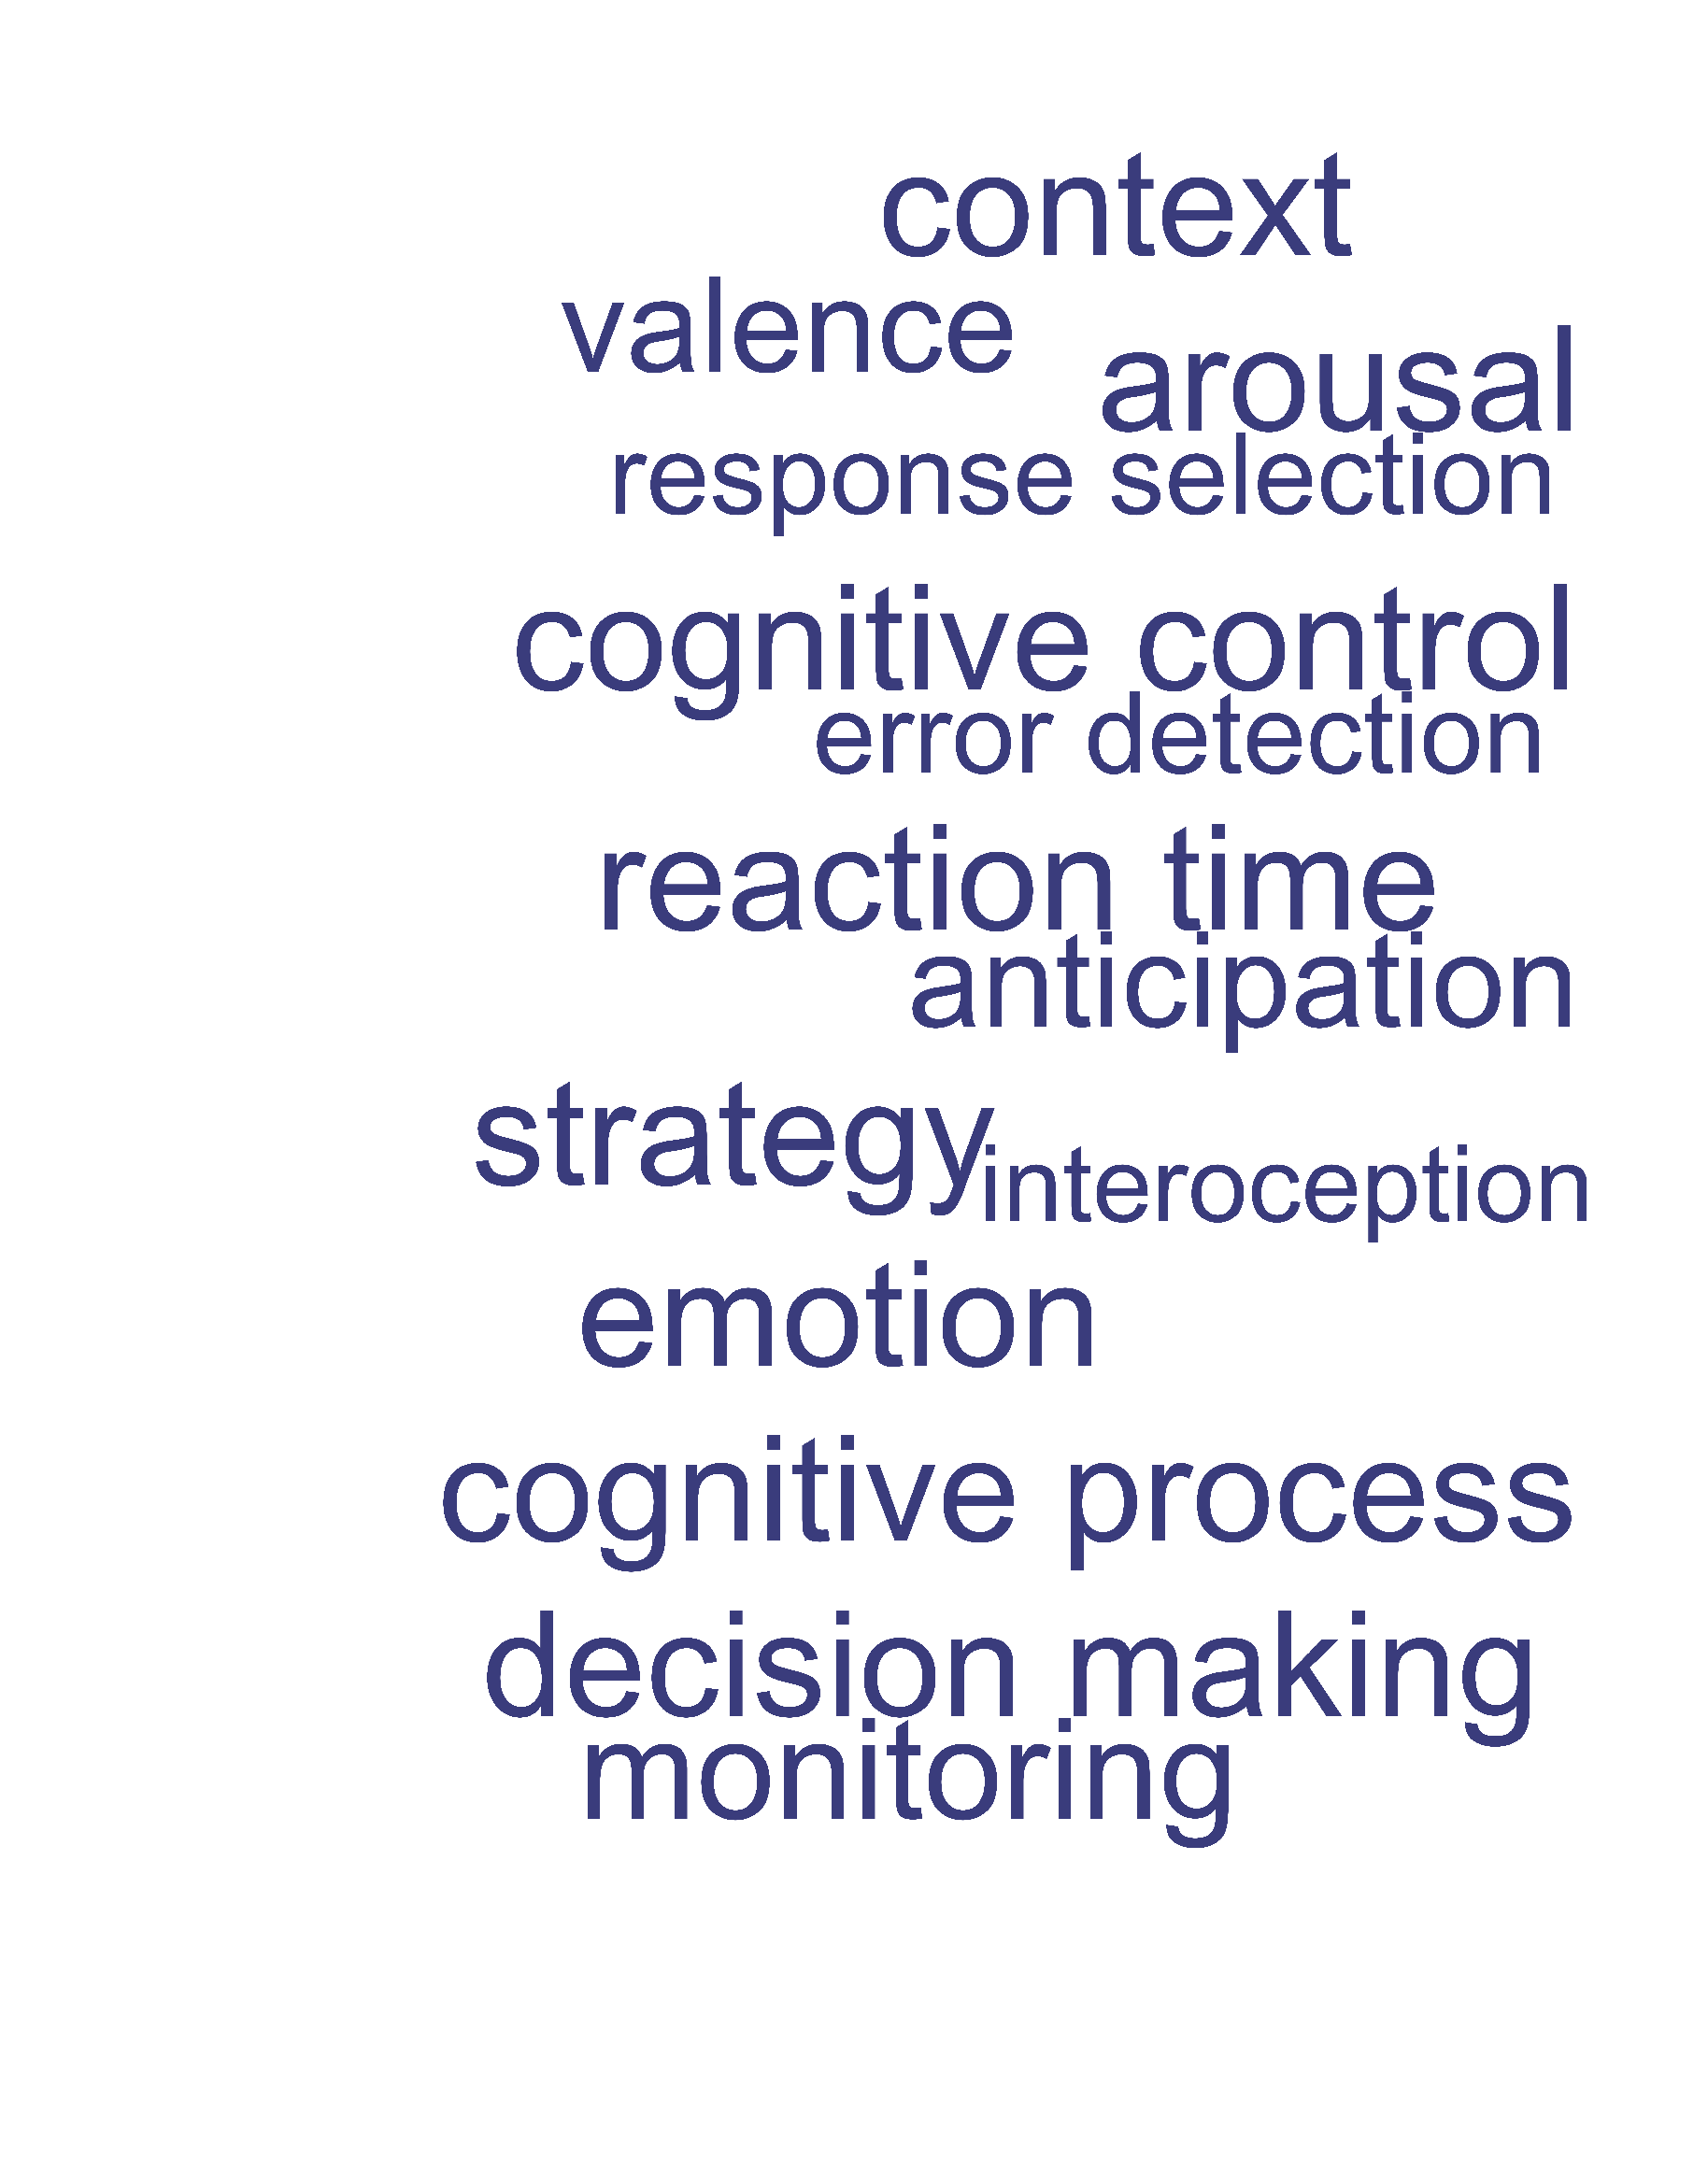 context
valence
arousal
response selection
cognitive control
error detection
reaction time
anticipation
strategy
interoception
emotion
cognitive process
decision making
monitoring